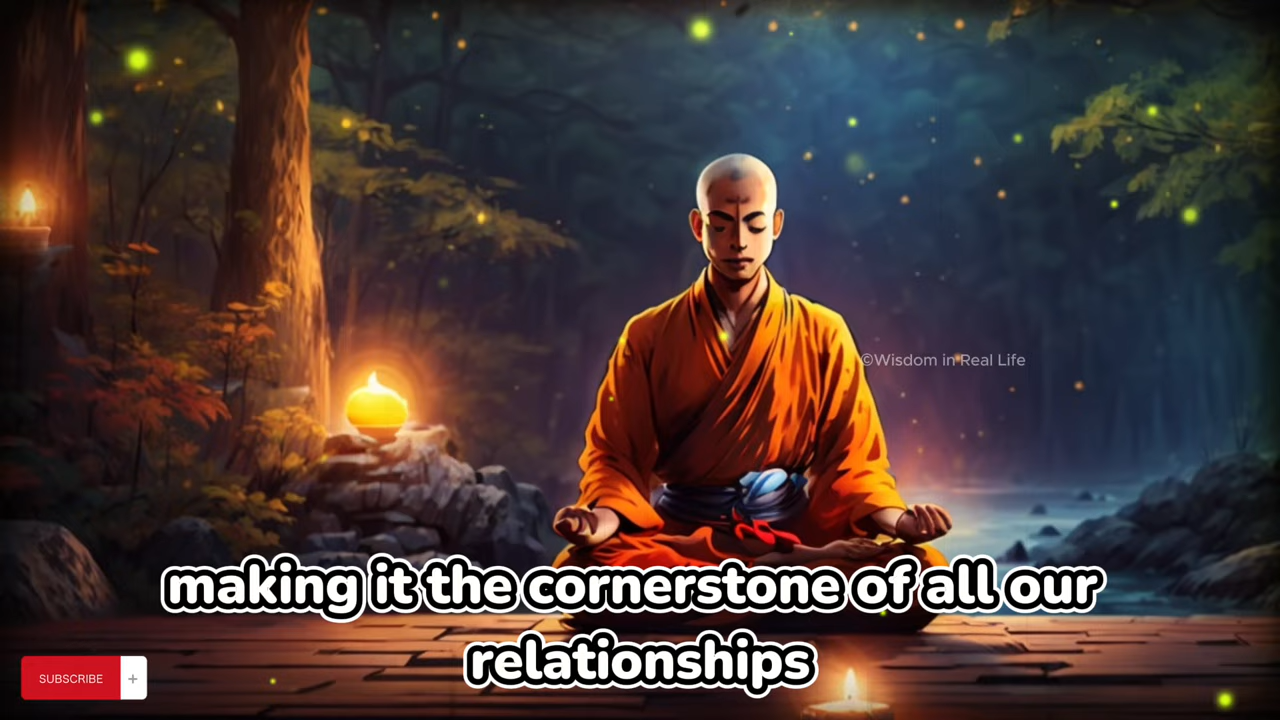 ©Wisdom in Real Life
making it the cornerstone of all our
relationships
SUBSCRIBE +